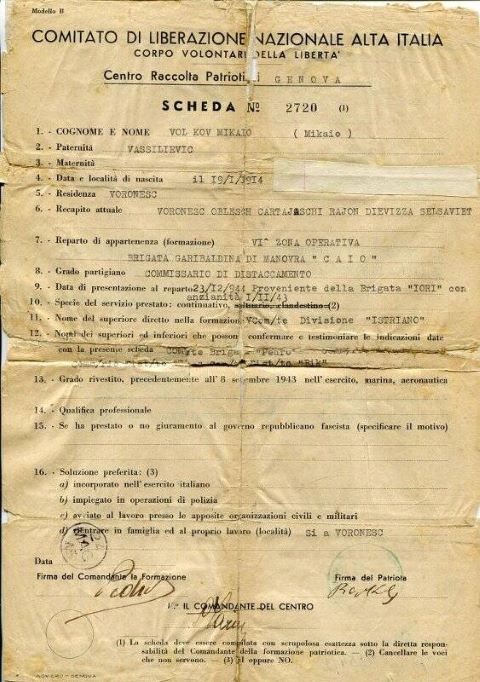 Modello B
COMITATO DI LIBERAZIONE NAZIONALE ALTA ITALIA
CORPO VOLONTARI DELLA LIBERTA'
Centro Raccolta Patrioti di GENOVA
SCHEDA No 2720 (1)
1. - COGNOME E NOME VOLKOV MIKAIO (Mikaio)
2. - Paternità VASSILIEVIC
3. - Maternità
4. - Data e località di nascita il 19/I/1914
5. - Residenza VORONESC
6. - Recapito attuale VORONESC OBLESCH CARTAJASCHI RAJON DIEVIZZA SELSAVIET
7. - Reparto di appartenenza (formazione) VI^ ZONA OPERATIVA
BRIGATA GARIBALDINA DI MANOVRA "CAIO"
8. - Grado partigiano COMMISSARIO DI DISTACCAMENTO
9. - Data di presentazione al reparto 23/12/944 Proveniente della Brigata "IORI" con
anzianità I/II/43
10. - Specie del servizio prestato: continuativo, saltuario, clandestino (2)
11. - Nome del superiore diretto nella formazione VCom/te Divisione "ISTRIANO"
12. - Nomi dei superiori ed inferiori che possono confermare e testimoniare le indicazioni date
con la presente scheda Com/te Brig
"Bik"
13. - Grado rivestito, precedentemente all'8 settembre 1943 nell'esercito, marina, aeronautica
14. - Qualifica professionale
15. - Se ha prestato o no giuramento al governo repubblicano fascista (specificare il motivo)
16. - Soluzione preferita: (3)
a) incorporato nell'esercito italiano
b) impiegato in operazioni di polizia
c) avviato al lavoro presso le apposite organizzazioni civili e militari
d) rientrare in famiglia ed al proprio lavoro (località) Si a VORONESC
Data
Firma del Comandante la Formazione
Firma del Patriota
IL COMANDANTE DEL CENTRO
(1) La scheda deve essere compilata con scrupolosa esattezza sotto la diretta respon-
sabilità del Comandante della formazione patriottica. — (2) Cancellare le voci
che non servono. — (3) SI oppure NO.